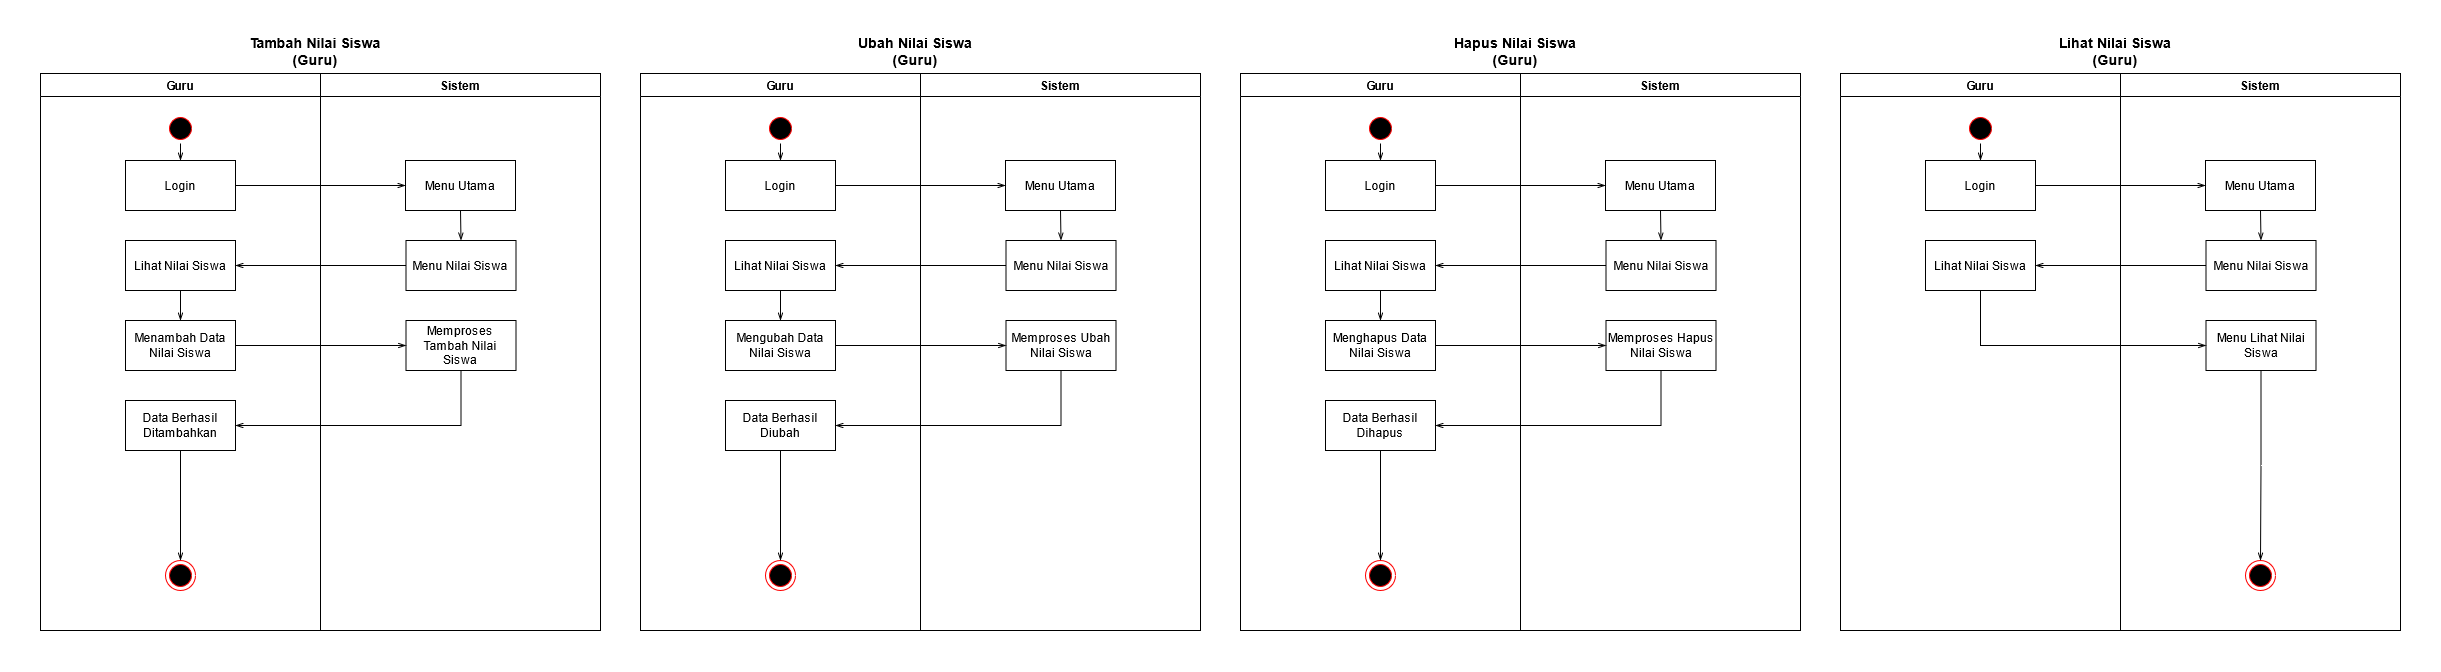 Tambah Nilai Siswa
(Guru)
Guru
Sistem
Login
Menu Utama
Lihat Nilai Siswa
Menu Nilai Siswa
Menambah Data
Nilai Siswa
Memproses
Tambah Nilai
Siswa
Data Berhasil
Ditambahkan
Ubah Nilai Siswa
(Guru)
Guru
Sistem
Login
Menu Utama
Lihat Nilai Siswa
Menu Nilai Siswa
Mengubah Data
Nilai Siswa
Memproses Ubah
Nilai Siswa
Data Berhasil
Diubah
Hapus Nilai Siswa
(Guru)
Guru
Sistem
Login
Menu Utama
Lihat Nilai Siswa
Menu Nilai Siswa
Menghapus Data
Nilai Siswa
Memproses Hapus
Nilai Siswa
Data Berhasil
Dihapus
Lihat Nilai Siswa
(Guru)
Guru
Sistem
Login
Menu Utama
Lihat Nilai Siswa
Menu Nilai Siswa
Menu Lihat Nilai
Siswa